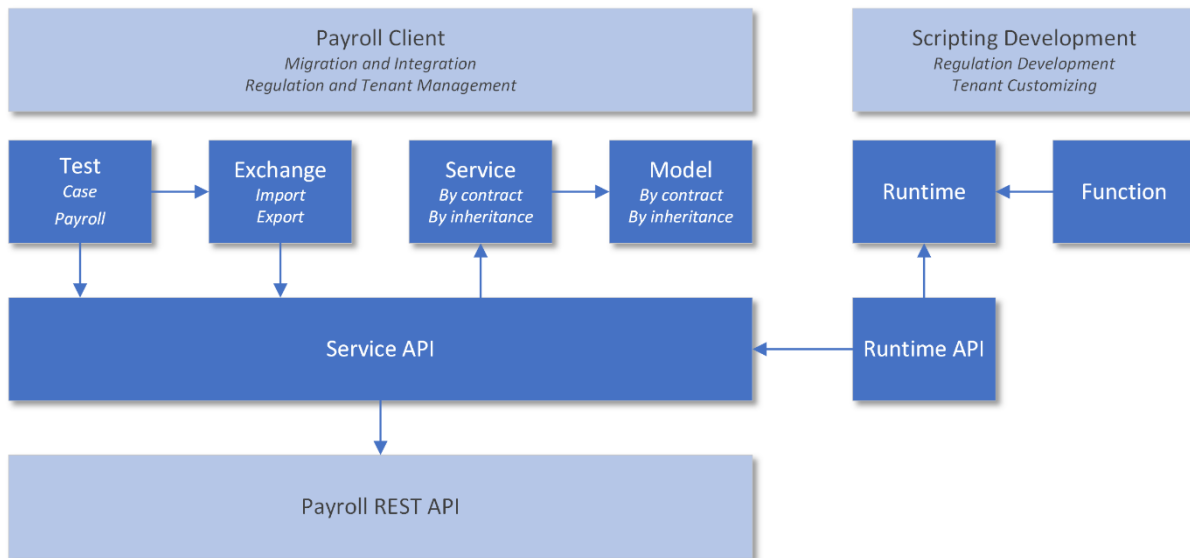 Payroll Client
Migration and Integration
Regulation and Tenant Management
Scripting Development
Regulation Development
Tenant Customizing
Test
Case
Payroll
Exchange
Import
Export
Service
By contract
By inheritance
Model
By contract
By inheritance
Runtime
Function
Service API
Runtime API
Payroll REST API